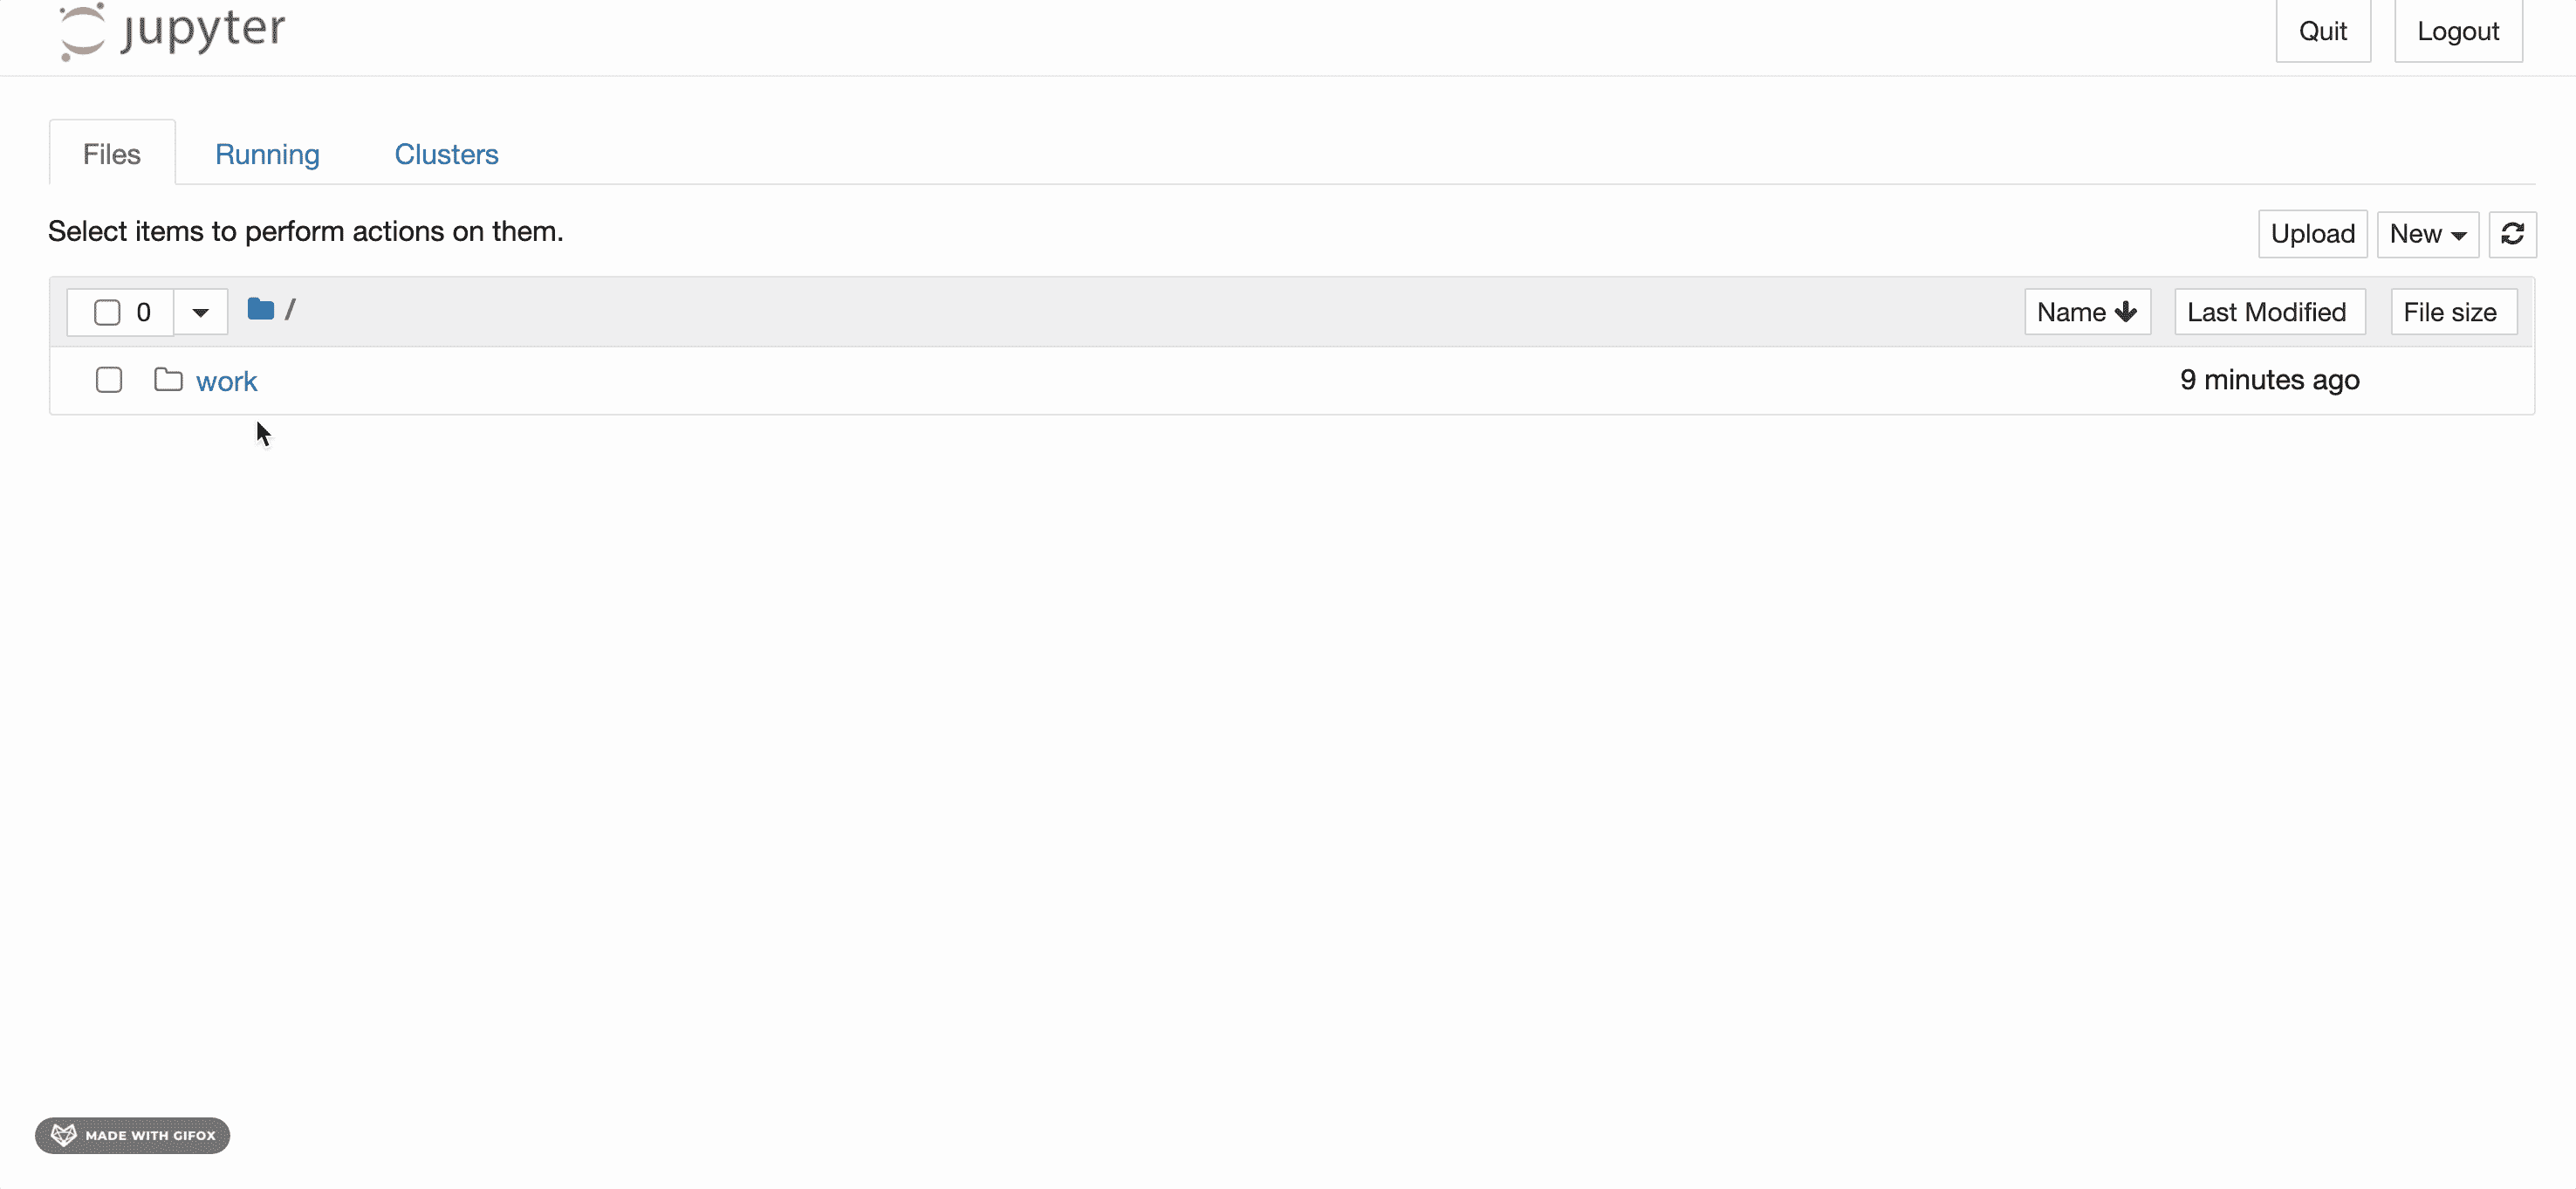 jupyter
Quit
Logout
Files
Running
Clusters
Select items to perform actions on them.
Upload
New
0
/
Name
Last Modified
File size
work
9 minutes ago
MADE WITH GIFOX